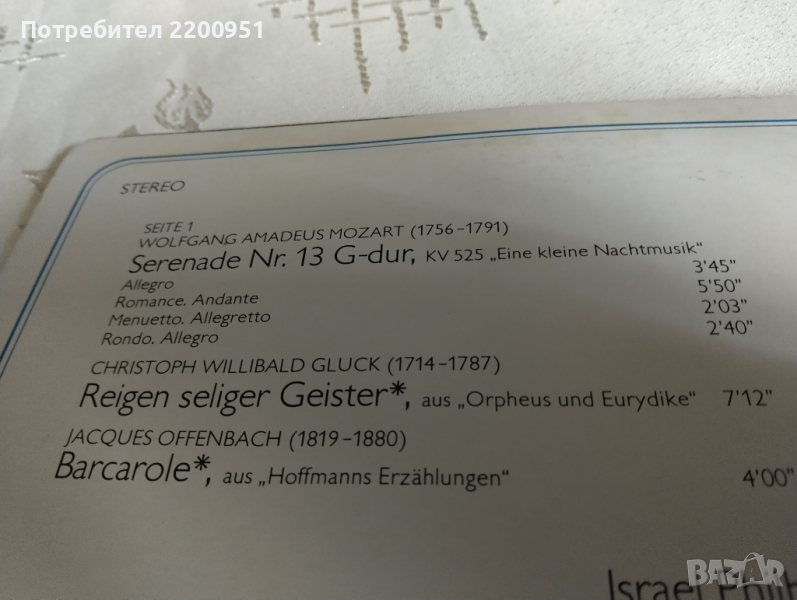 Потребител 2200951
STEREO
SEITE 1
WOLFGANG AMADEUS MOZART (1756-1791)
Serenade Nr. 13 G-dur, KV 525 „Eine kleine Nachtmusik“
Allegro 3'45"
Romance. Andante 5'50"
Menuetto. Allegretto 2'03"
Rondo. Allegro 2'40"
CHRISTOPH WILLIBALD GLUCK (1714-1787)
Reigen seliger Geister*, aus „Orpheus und Eurydike“ 7'12"
JACQUES OFFENBACH (1819-1880)
Barcarole*, aus „Hoffmanns Erzählungen“ 4'00"
Israel
BAZAR